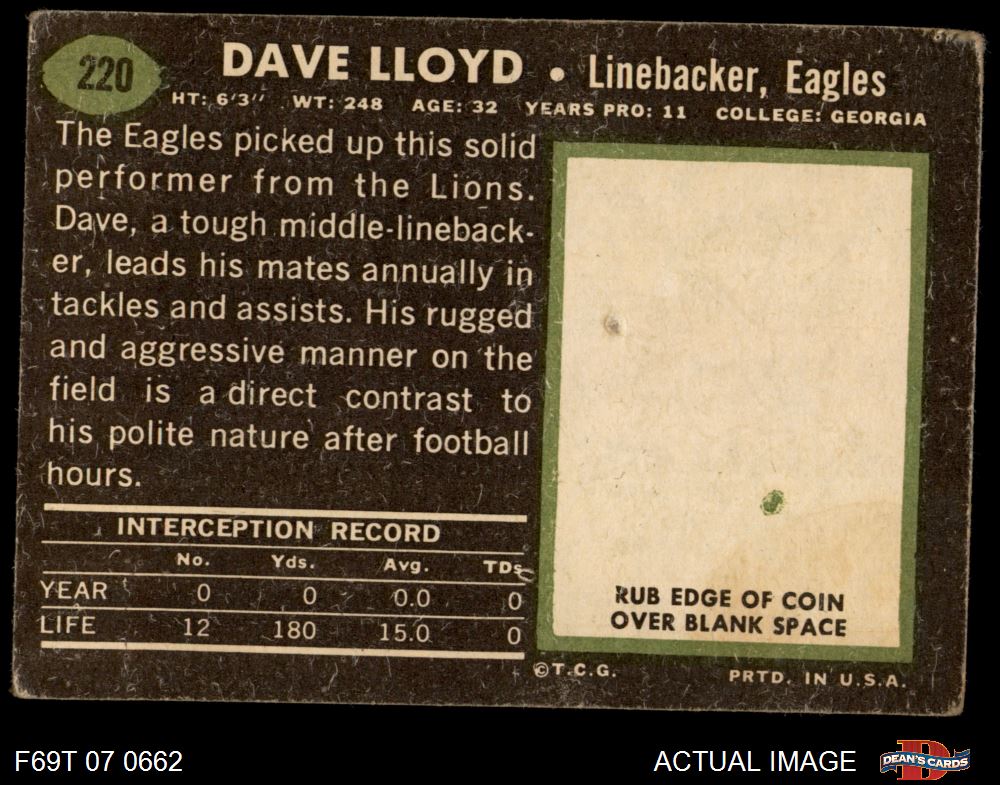 220
DAVE LLOYD • Linebacker, Eagles
HT: 6'3" WT: 248 AGE: 32 YEARS PRO: 11 COLLEGE: GEORGIA
The Eagles picked up this solid
performer from the Lions.
Dave, a tough middle-lineback-
er, leads his mates annually in
tackles and assists. His rugged
and aggressive manner on the
field is a direct contrast to
his polite nature after football
hours.
INTERCEPTION RECORD
No. Yds. Avg. TDs
YEAR 0 0 0.0 0
LIFE 12 180 15.0 0
RUB EDGE OF COIN
OVER BLANK SPACE
©T.C.G. PRTD. IN U.S.A.
F69T 07 0662
ACTUAL IMAGE
D
DEAN'S CARDS